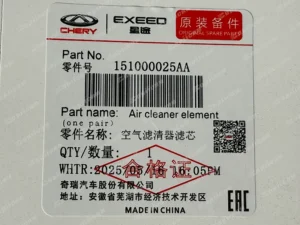 CHERY EXEED 星途 原装备件
Part No.
零件号 151000025AA
Part name: Air cleaner element
(one pair)
零件名称: 空气滤清器滤芯
QTY/数量: 1
合格证
WHTR:2025/05/16 16:05PM
奇瑞汽车股份有限公司
地址: 安徽省芜湖市经济技术开发区
MADE IN CHINA
EAC